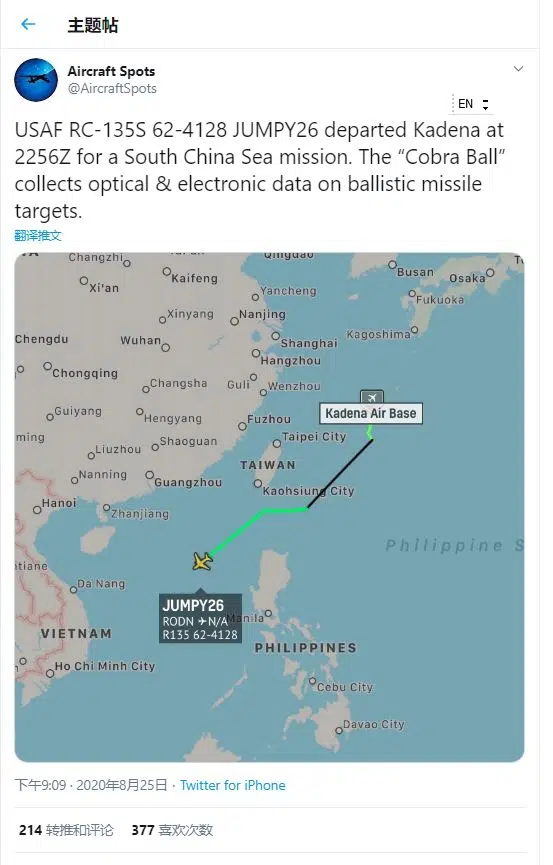 主题帖
Aircraft Spots
@AircraftSpots
EN
USAF RC-135S 62-4128 JUMPY26 departed Kadena at
2256Z for a South China Sea mission. The “Cobra Ball”
collects optical & electronic data on ballistic missile
targets.
翻译推文
Changzhi
Qingdao
Busan
Osaka
Xi'an
Kaifeng
Yancheng
Fukuoka
Xinyang
Nanjing
Chengdu
Wuhan
Shanghai
Kagoshima
Hangzhou
Chongqing
Changsha
Guli
Wenzhou
Guiyang
Hengyang
Kadena Air Base
Fuzhou
ming
Shaoguan
Taipei City
Liuzhou
TAIWAN
Nanning
Guangzhou
Kaohsiung City
Hanoi
Zhanjiang
Philippine S
ntiane
Da Nang
JUMPY26
RODN ✈N/A
R135 62-4128
Manila
VIETNAM
PHILIPPINES
Ho Chi Minh City
Cebu City
Davao City
下午9:09 · 2020年8月25日 · Twitter for iPhone
214 转推和评论 377 喜欢次数